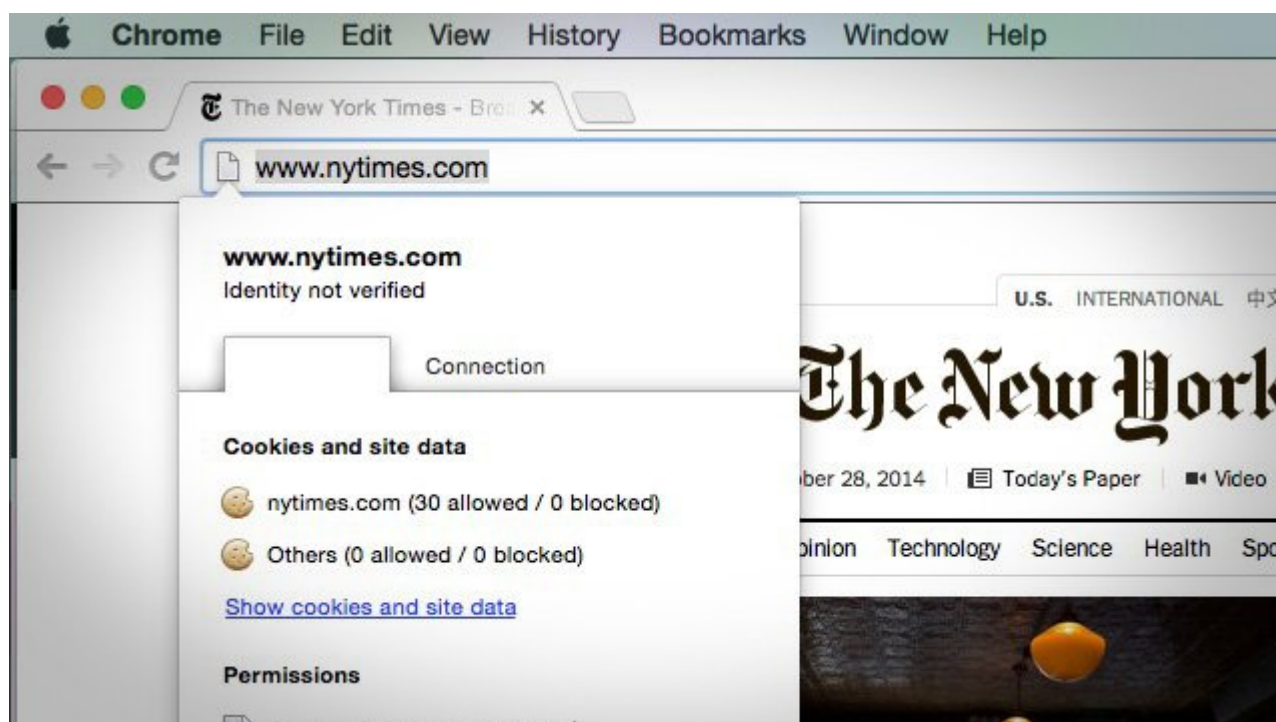 Chrome File Edit View History Bookmarks Window Help
The New York Times - Bro
www.nytimes.com
www.nytimes.com
Identity not verified
Connection
Cookies and site data
nytimes.com (30 allowed / 0 blocked)
Others (0 allowed / 0 blocked)
Show cookies and site data
Permissions
U.S. INTERNATIONAL 中文
The New York
ber 28, 2014 Today's Paper Video
pinion Technology Science Health Spo